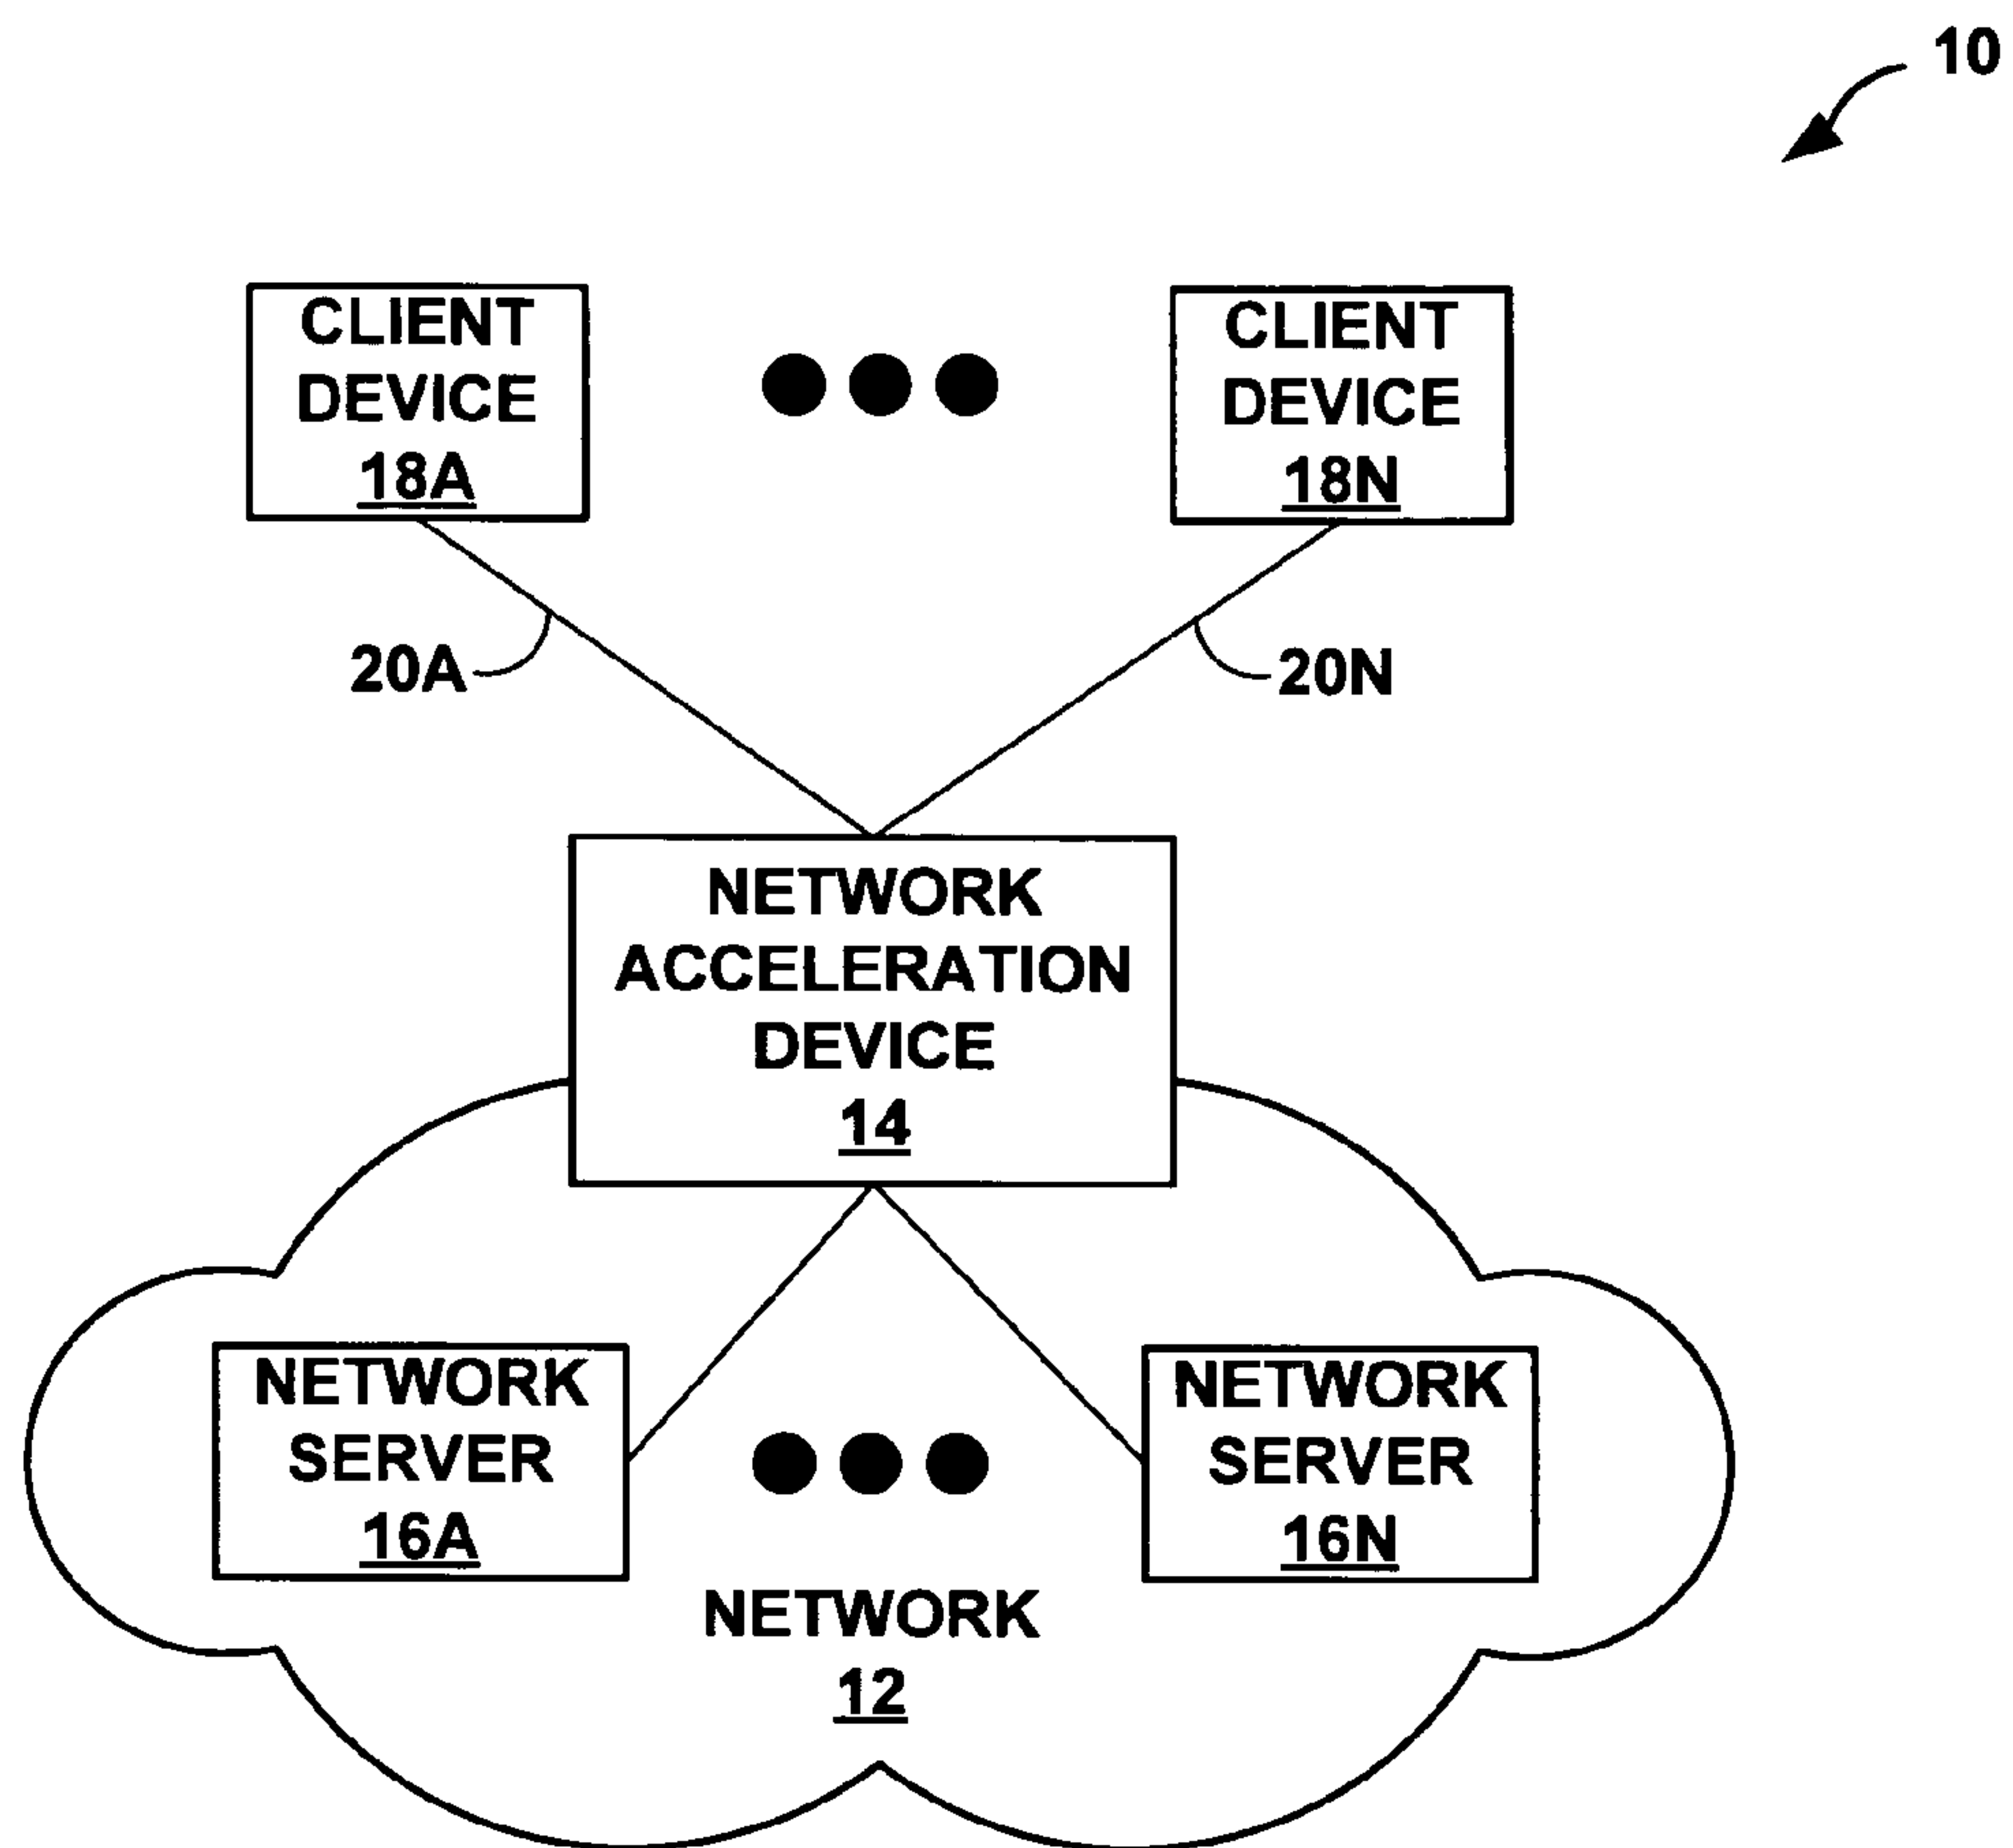 10
CLIENT
DEVICE
18A
CLIENT
DEVICE
18N
20A
20N
NETWORK
ACCELERATION
DEVICE
14
NETWORK
SERVER
16A
NETWORK
SERVER
16N
NETWORK
12